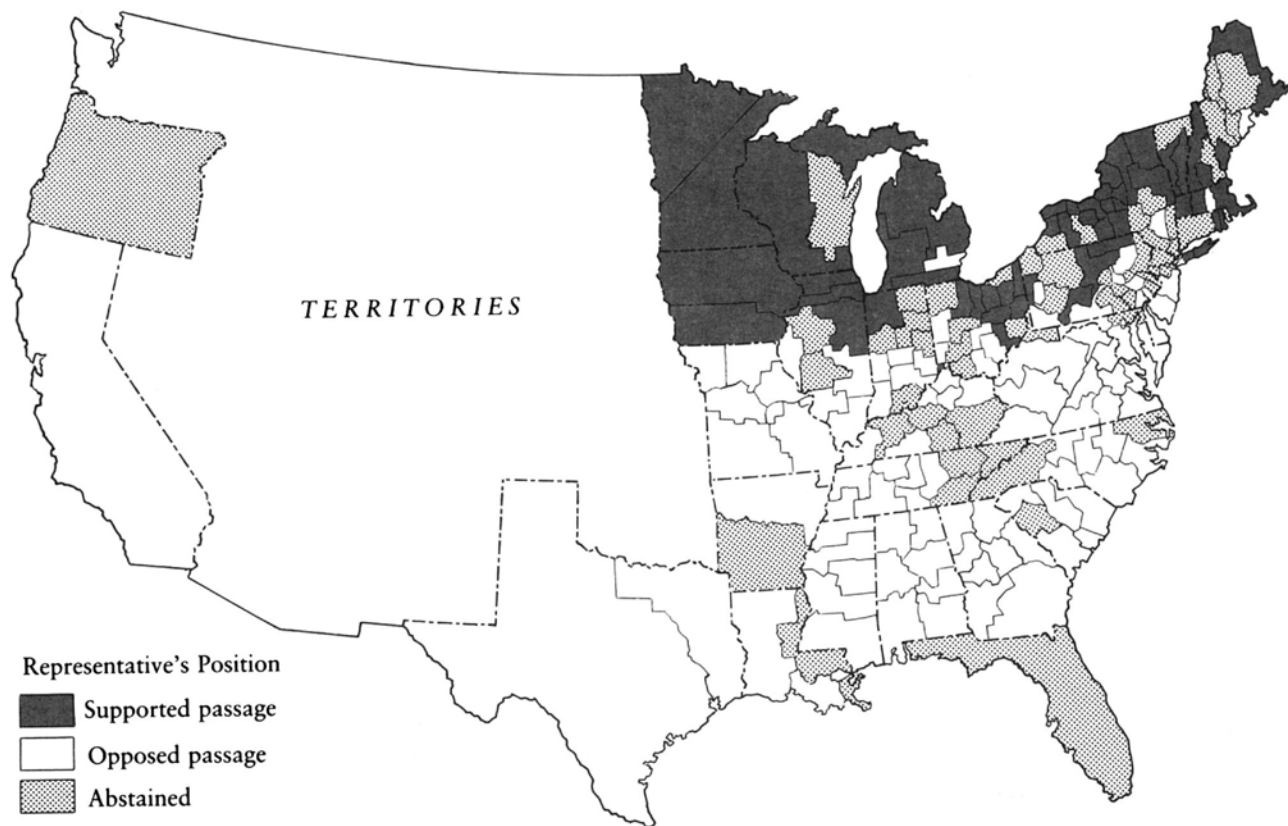 TERRITORIES
Representative's Position
Supported passage
Opposed passage
Abstained